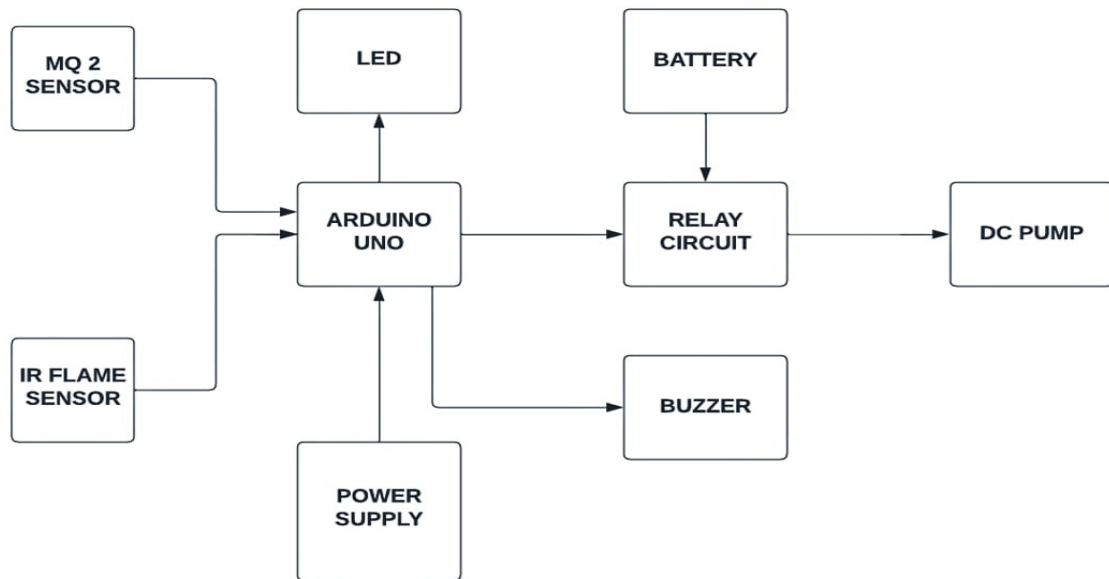 MQ 2
SENSOR
LED
BATTERY
ARDUINO
UNO
RELAY
CIRCUIT
DC PUMP
IR FLAME
SENSOR
BUZZER
POWER
SUPPLY